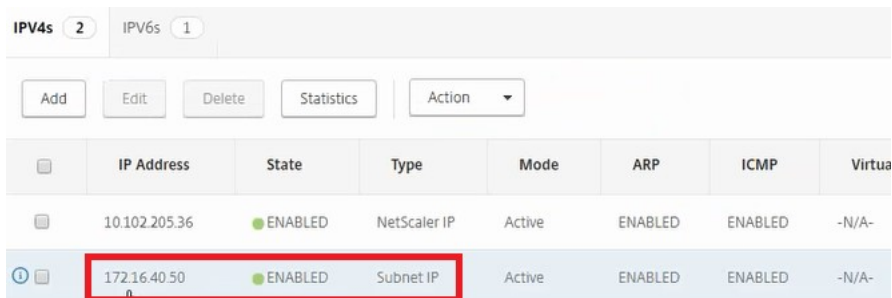 IPV4s 2 IPV6s 1
Add Edit Delete Statistics Action
IP Address State Type Mode ARP ICMP Virtua
10.102.205.36 ENABLED NetScaler IP Active ENABLED ENABLED -N/A-
172.16.40.50 ENABLED Subnet IP Active ENABLED ENABLED -N/A-